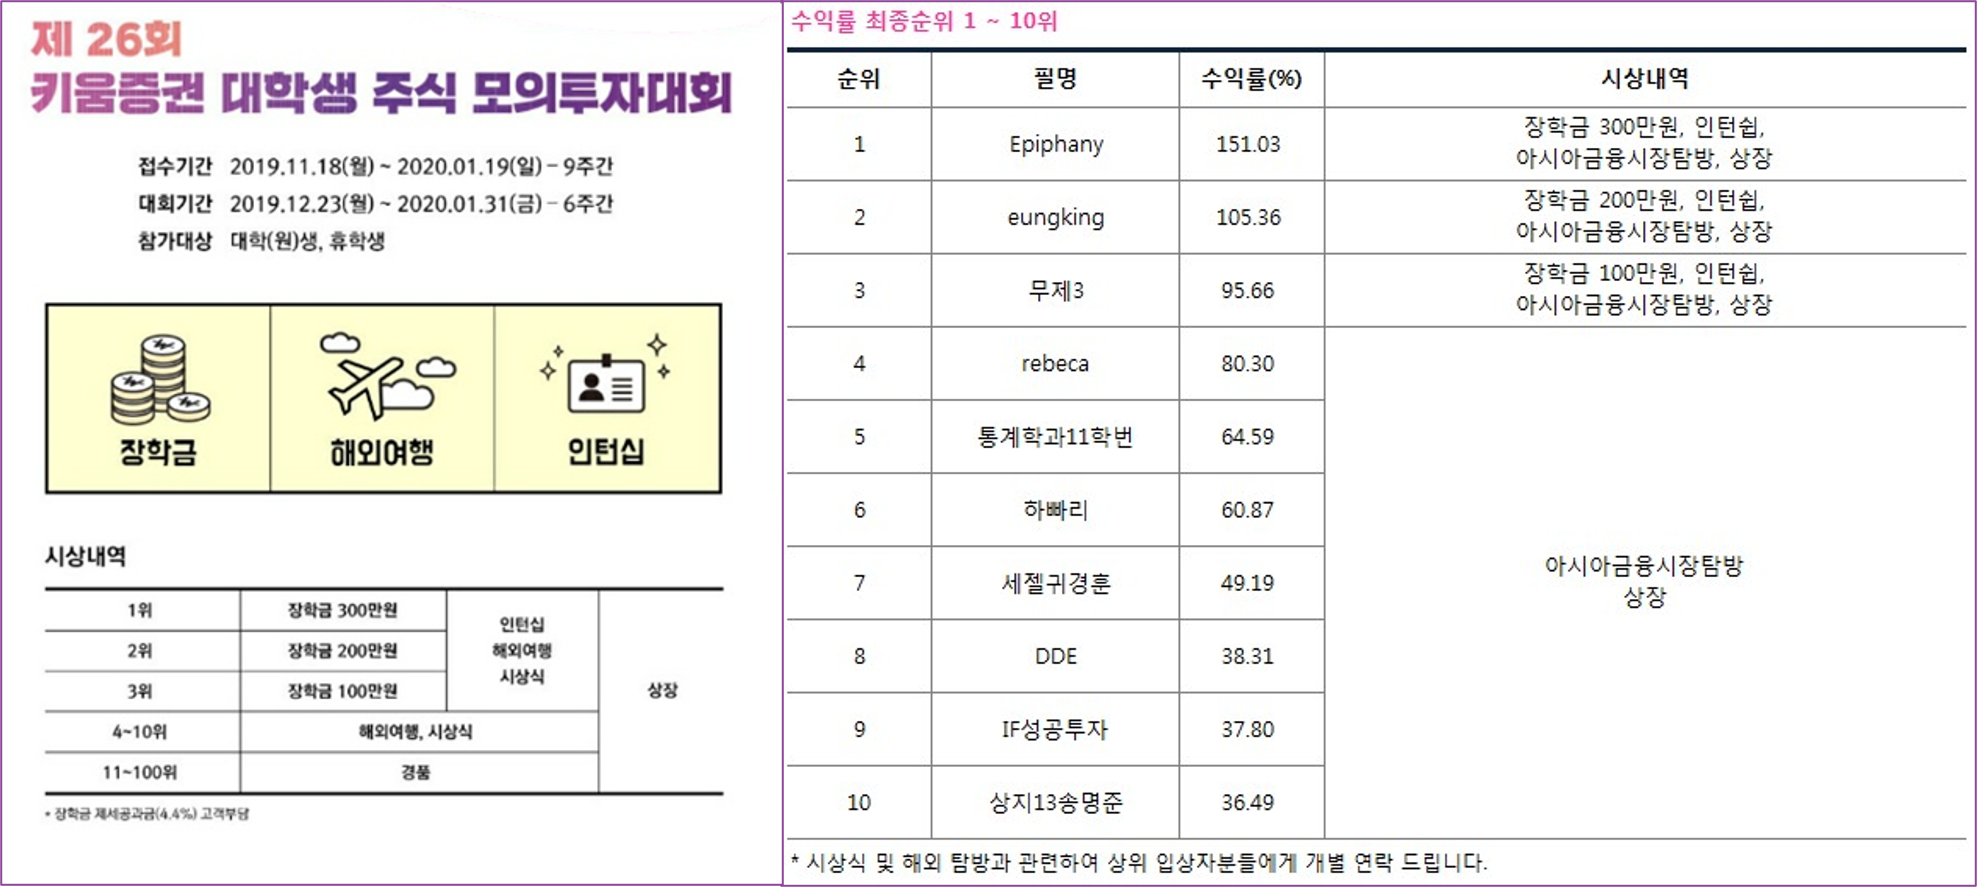 제 26회
키움증권 대학생 주식 모의투자대회
접수기간 2019.11.18(월) ~ 2020.01.19(일) - 9주간
대회기간 2019.12.23(월) ~ 2020.01.31(금) - 6주간
참가대상 대학(원)생, 휴학생
장학금 해외여행 인턴십
시상내역
1위 장학금 300만원
2위 장학금 200만원
3위 장학금 100만원
인턴십
해외여행
시상식
4~10위 해외여행, 시상식
11~100위 경품
상장
* 장학금 제세공과금(4.4%) 고객부담
수익률 최종순위 1 ~ 10위
순위 필명 수익률(%) 시상내역
1 Epiphany 151.03 장학금 300만원, 인턴쉽,
아시아금융시장탐방, 상장
2 eungking 105.36 장학금 200만원, 인턴쉽,
아시아금융시장탐방, 상장
3 무제3 95.66 장학금 100만원, 인턴쉽,
아시아금융시장탐방, 상장
4 rebeca 80.30
5 통계학과11학번 64.59
6 하빠리 60.87
7 세젤귀경훈 49.19
8 DDE 38.31
9 IF성공투자 37.80
10 상지13송명준 36.49
아시아금융시장탐방
상장
* 시상식 및 해외 탐방과 관련하여 상위 입상자분들에게 개별 연락 드립니다.